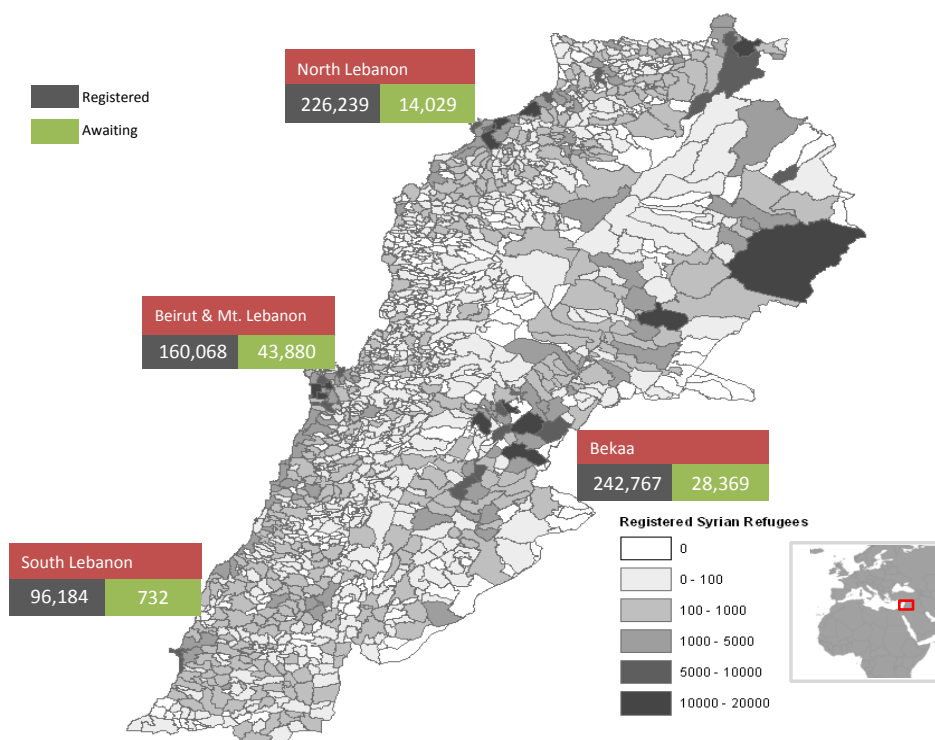 North Lebanon
226,239 14,029
Registered
Awaiting
Beirut & Mt. Lebanon
160,068 43,880
Bekaa
242,767 28,369
South Lebanon
96,184 732
Registered Syrian Refugees
0
0 - 100
100 - 1000
1000 - 5000
5000 - 10000
10000 - 20000